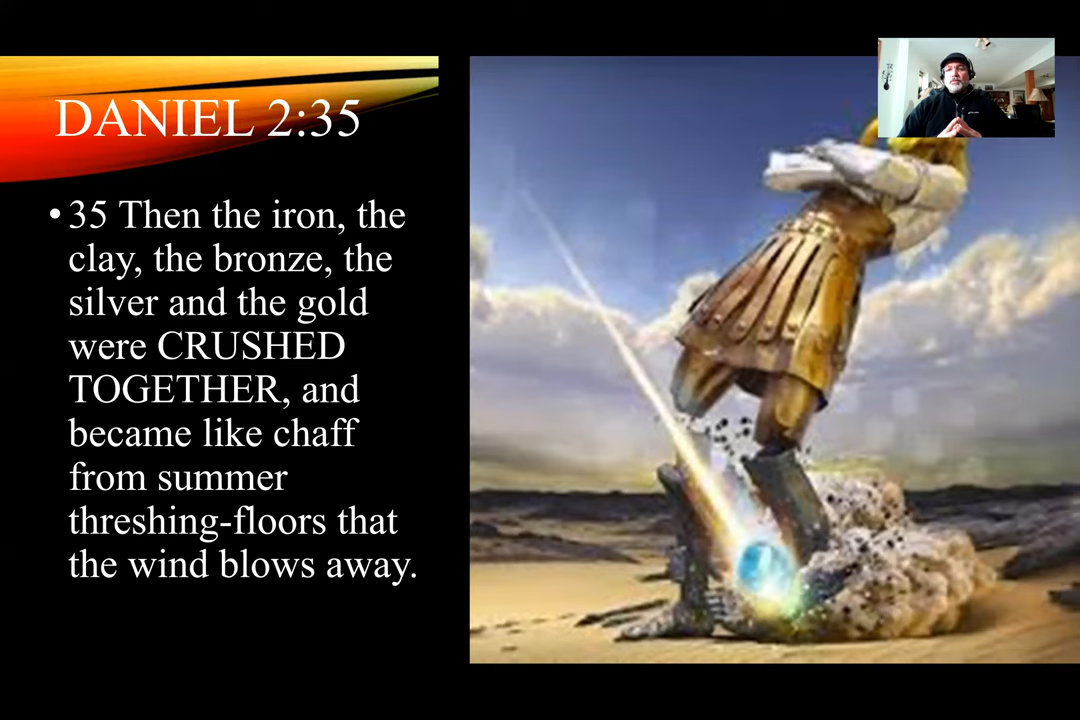 DANIEL 2:35
• 35 Then the iron, the
clay, the bronze, the
silver and the gold
were CRUSHED
TOGETHER, and
became like chaff
from summer
threshing-floors that
the wind blows away.